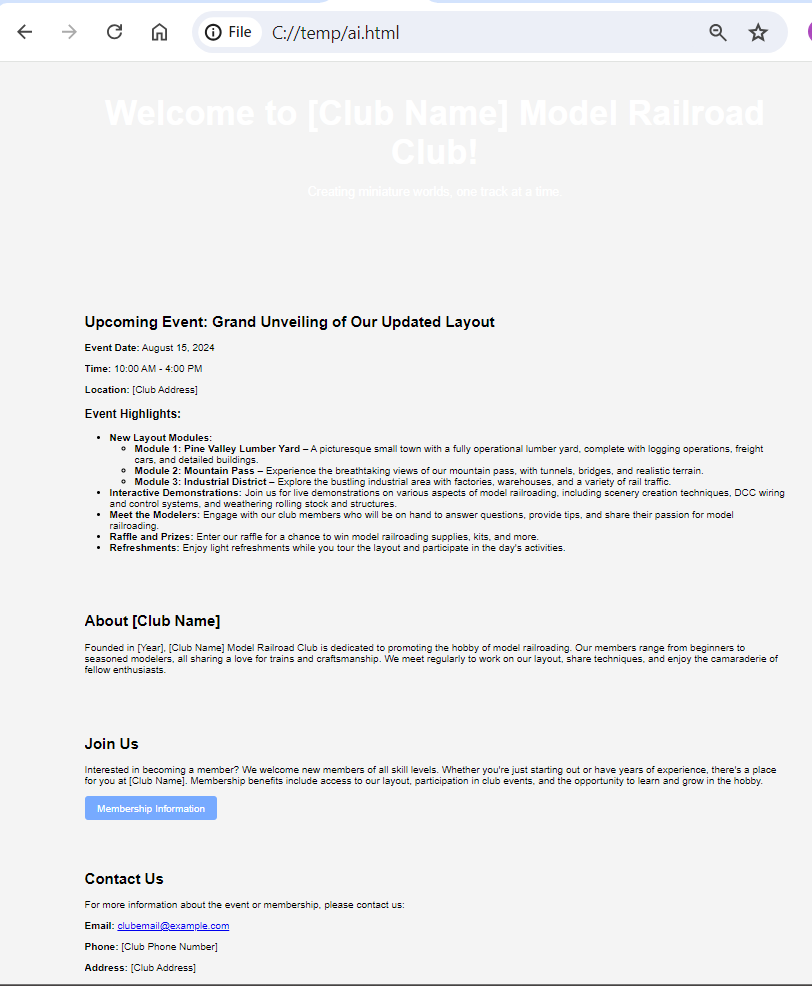 File C://temp/ai.html
Welcome to [Club Name] Model Railroad
Club!
Creating miniature worlds, one track at a time
Upcoming Event: Grand Unveiling of Our Updated Layout
Event Date: August 15, 2024
Time: 10:00 AM - 4:00 PM
Location: [Club Address]
Event Highlights:
• New Layout Modules:
○ Module 1: Pine Valley Lumber Yard – A picturesque small town with a fully operational lumber yard, complete with logging operations, freight
cars, and detailed buildings.
○ Module 2: Mountain Pass – Experience the breathtaking views of our mountain pass, with tunnels, bridges, and realistic terrain.
○ Module 3: Industrial District – Explore the bustling industrial area with factories, warehouses, and a variety of rail traffic.
• Interactive Demonstrations: Join us for live demonstrations on various aspects of model railroading, including scenery creation techniques, DCC wiring
and control systems, and weathering rolling stock and structures.
• Meet the Modelers: Engage with our club members who will be on hand to answer questions, provide tips, and share their passion for model
railroading.
• Raffle and Prizes: Enter our raffle for a chance to win model railroading supplies, kits, and more.
• Refreshments: Enjoy light refreshments while you tour the layout and participate in the day's activities.
About [Club Name]
Founded in [Year], [Club Name] Model Railroad Club is dedicated to promoting the hobby of model railroading. Our members range from beginners to
seasoned modelers, all sharing a love for trains and craftsmanship. We meet regularly to work on our layout, share techniques, and enjoy the camaraderie of
fellow enthusiasts.
Join Us
Interested in becoming a member? We welcome new members of all skill levels. Whether you're just starting out or have years of experience, there's a place
for you at [Club Name]. Membership benefits include access to our layout, participation in club events, and the opportunity to learn and grow in the hobby.
Membership Information
Contact Us
For more information about the event or membership, please contact us:
Email: clubemail@example.com
Phone: [Club Phone Number]
Address: [Club Address]